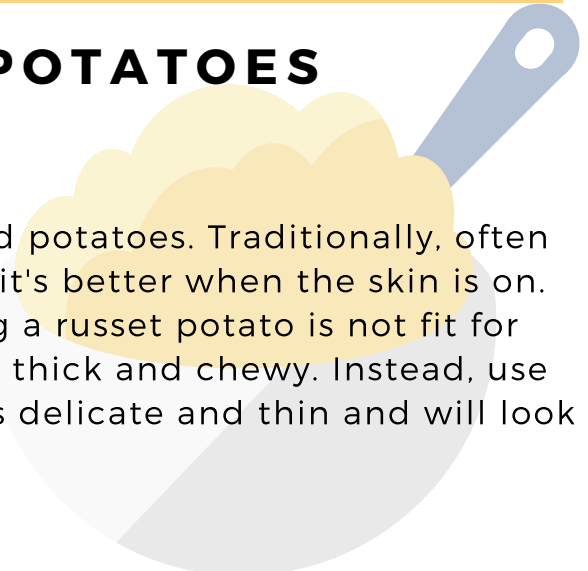 POTATOES
d potatoes. Traditionally, often
it's better when the skin is on.
g a russet potato is not fit for
thick and chewy. Instead, use
s delicate and thin and will look